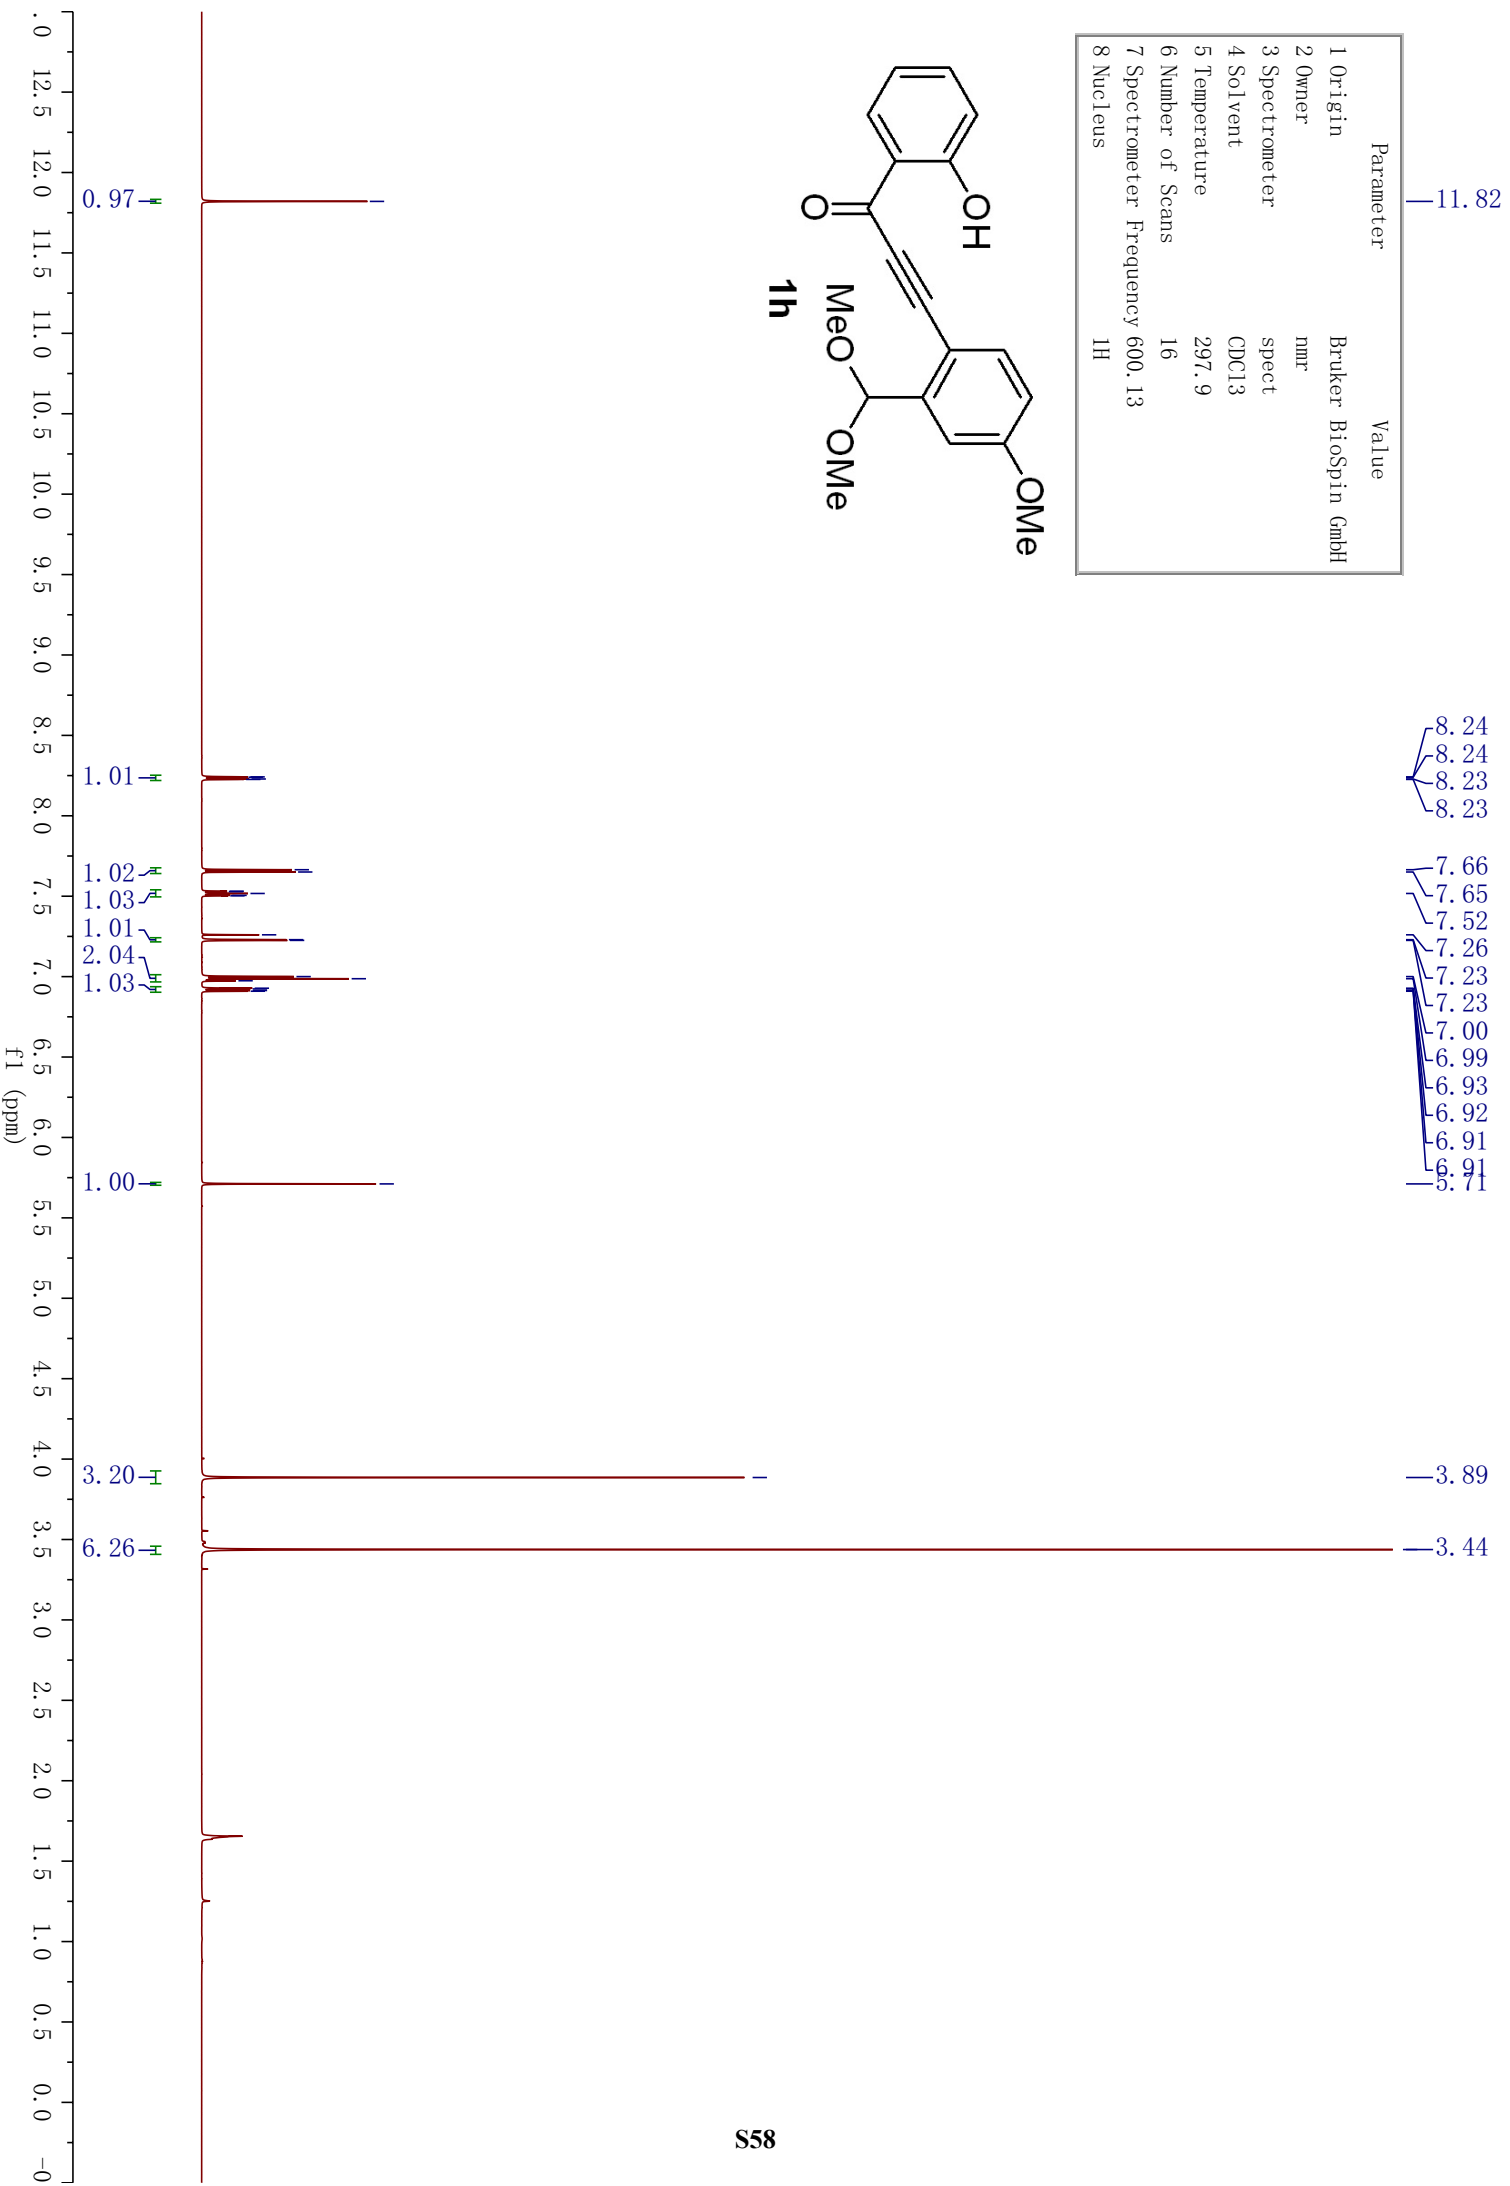 Parameter Value
1 Origin Bruker BioSpin GmbH
2 Owner nmr
3 Spectrometer spect
4 Solvent CDCl3
5 Temperature 297.9
6 Number of Scans 16
7 Spectrometer Frequency 600.13
8 Nucleus 1H
11.82
8.24
8.24
8.23
8.23
7.66
7.65
7.52
7.26
7.23
7.23
7.00
6.99
6.93
6.92
6.91
6.91
5.71
3.89
3.44
OH
O
OMe
MeO
OMe
1h
0.97
1.01
1.02
1.03
1.01
2.04
1.03
1.00
3.20
6.26
.0 12.5 12.0 11.5 11.0 10.5 10.0 9.5 9.0 8.5 8.0 7.5 7.0 6.5 6.0 5.5 5.0 4.5 4.0 3.5 3.0 2.5 2.0 1.5 1.0 0.5 0.0 -0
f1 (ppm)
S58